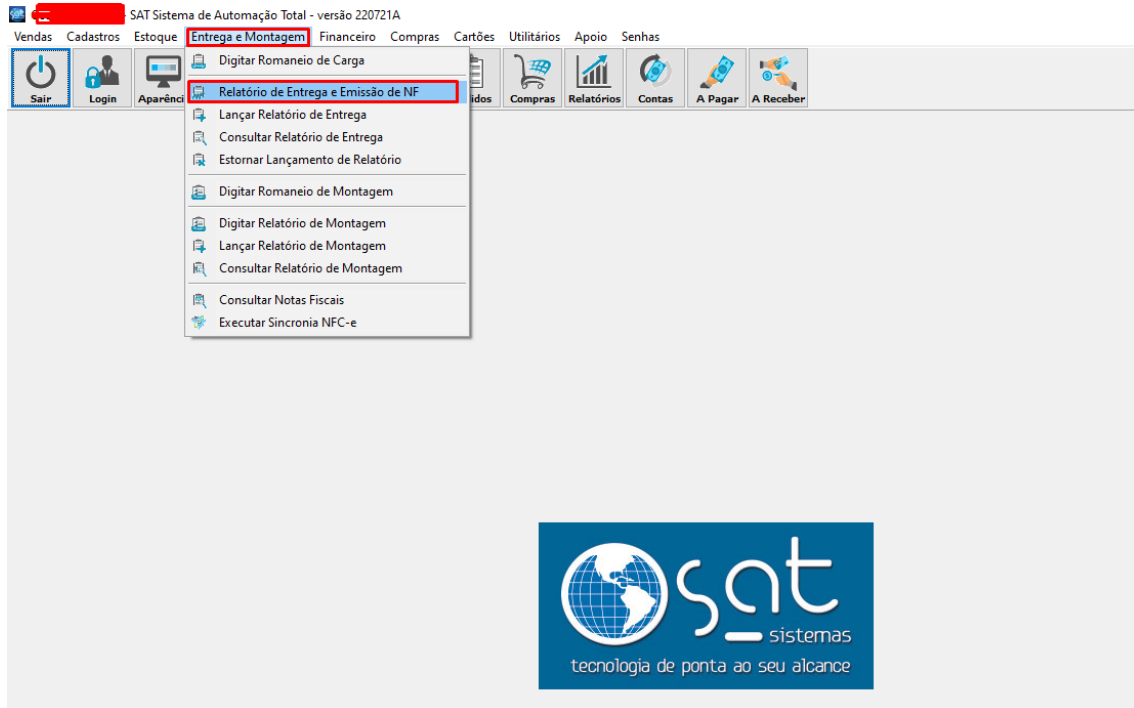 SAT Sistema de Automação Total - versão 220721A
Vendas Cadastros Estoque Entrega e Montagem Financeiro Compras Cartões Utilitários Apoio Senhas
Sair Login Aparênci idos Compras Relatórios Contas A Pagar A Receber
Digitar Romaneio de Carga
Relatório de Entrega e Emissão de NF
Lançar Relatório de Entrega
Consultar Relatório de Entrega
Estornar Lançamento de Relatório
Digitar Romaneio de Montagem
Digitar Relatório de Montagem
Lançar Relatório de Montagem
Consultar Relatório de Montagem
Consultar Notas Fiscais
Executar Sincronia NFC-e
sat
sistemas
tecnologia de ponta ao seu alcance